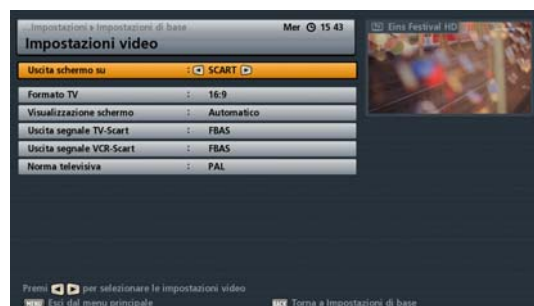 ...Impostazioni ▸ Impostazioni di base
Mer 15 43
Impostazioni video
Eins Festival HD
Uscita schermo su : ◀ SCART ▶
Formato TV : 16:9
Visualizzazione schermo : Automatico
Uscita segnale TV-Scart : FBAS
Uscita segnale VCR-Scart : FBAS
Norma televisiva : PAL
Premi ◀ ▶ per selezionare le impostazioni video
MENU Esci dal menu principale
BACK Torna a Impostazioni di base